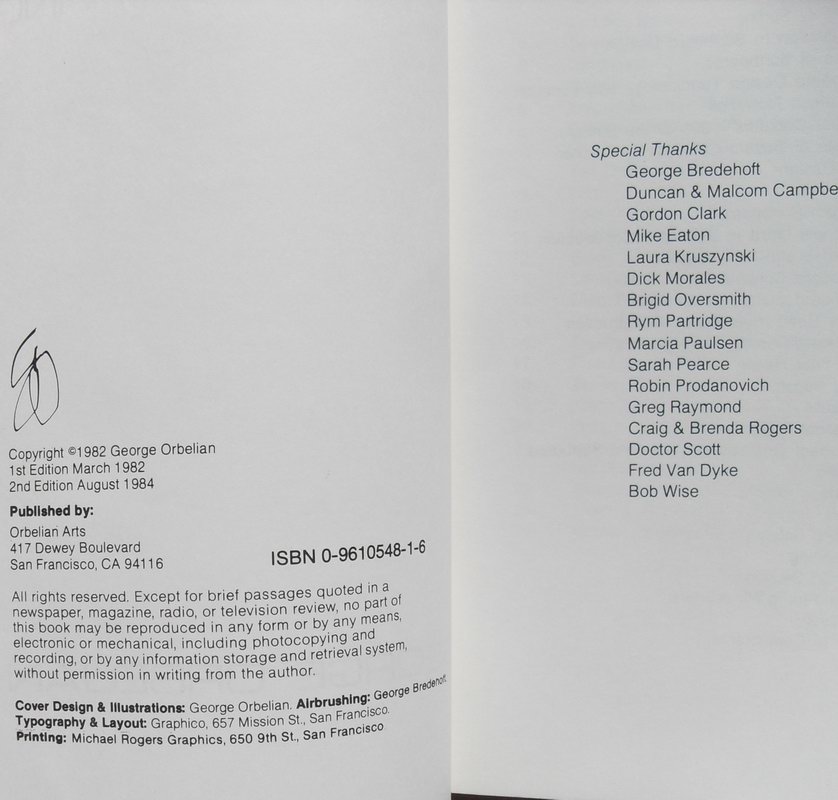 Copyright ©1982 George Orbelian
1st Edition March 1982
2nd Edition August 1984
Published by:
Orbelian Arts
417 Dewey Boulevard
San Francisco, CA 94116
ISBN 0-9610548-1-6
All rights reserved. Except for brief passages quoted in a
newspaper, magazine, radio, or television review, no part of
this book may be reproduced in any form or by any means,
electronic or mechanical, including photocopying and
recording, or by any information storage and retrieval system,
without permission in writing from the author.
Cover Design & Illustrations: George Orbelian. Airbrushing: George Bredehoft.
Typography & Layout: Graphico, 657 Mission St., San Francisco.
Printing: Michael Rogers Graphics, 650 9th St., San Francisco
Special Thanks
George Bredehoft
Duncan & Malcom Campbe
Gordon Clark
Mike Eaton
Laura Kruszynski
Dick Morales
Brigid Oversmith
Rym Partridge
Marcia Paulsen
Sarah Pearce
Robin Prodanovich
Greg Raymond
Craig & Brenda Rogers
Doctor Scott
Fred Van Dyke
Bob Wise